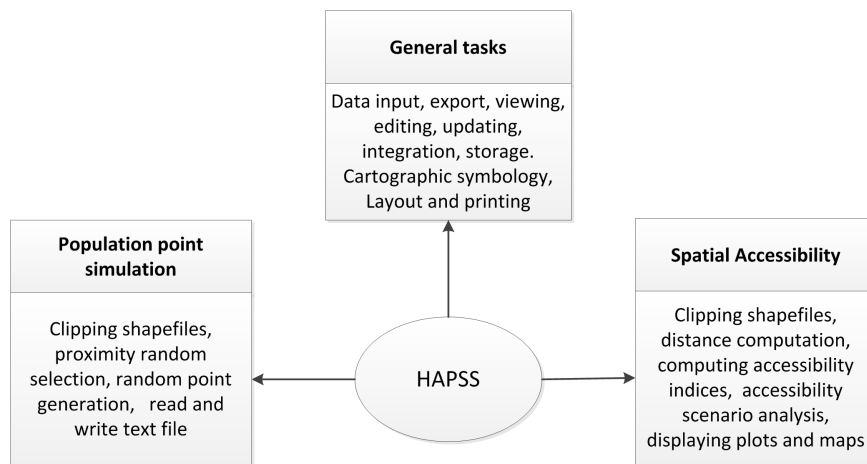 General tasks
Data input, export, viewing,
editing, updating,
integration, storage.
Cartographic symbology,
Layout and printing
Population point
simulation
Clipping shapefiles,
proximity random
selection, random point
generation, read and
write text file
HAPSS
Spatial Accessibility
Clipping shapefiles,
distance computation,
computing accessibility
indices, accessibility
scenario analysis,
displaying plots and maps